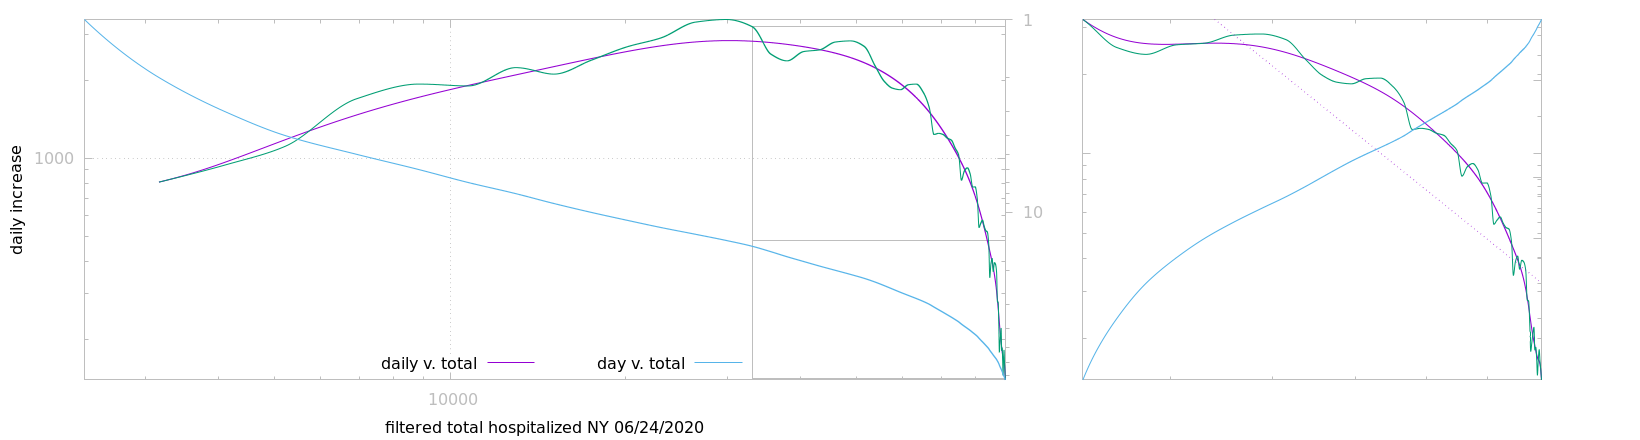 1
1000
daily increase
10
daily v. total
day v. total
10000
filtered total hospitalized NY 06/24/2020